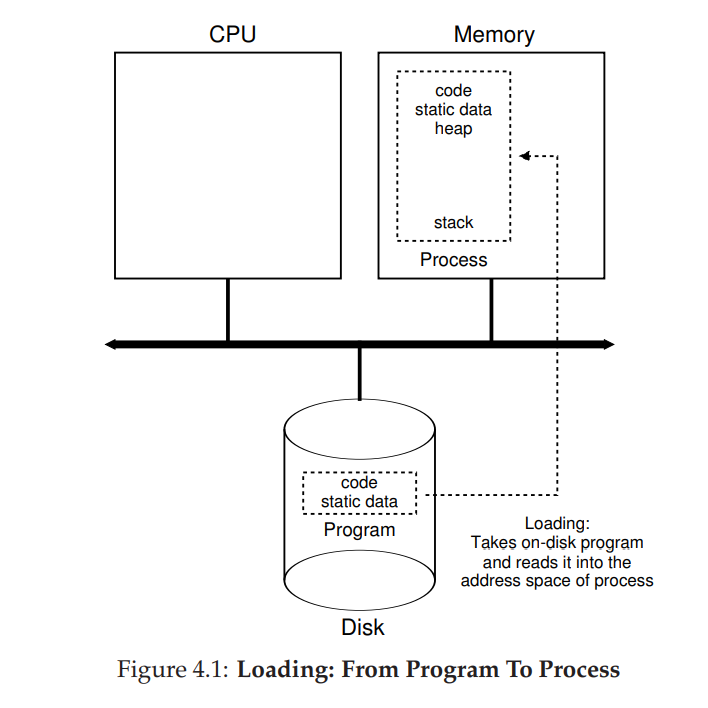 CPU
Memory
code
static data
heap
stack
Process
code
static data
Program
Loading:
Takes on-disk program
and reads it into the
address space of process
Disk
Figure 4.1: Loading: From Program To Process